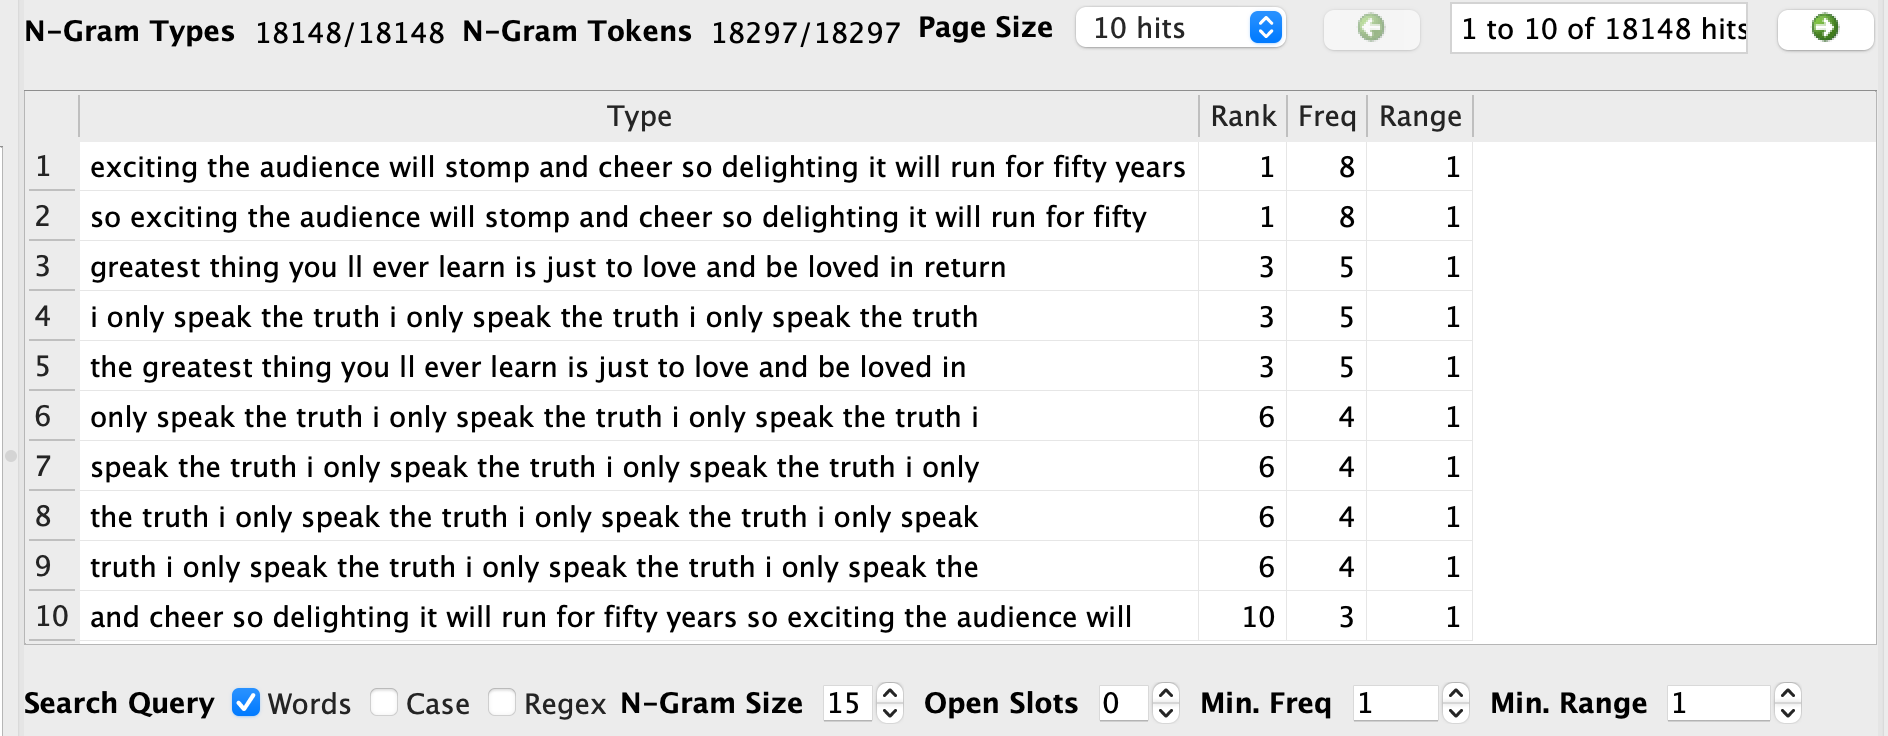 N-Gram Types 18148/18148 N-Gram Tokens 18297/18297 Page Size 10 hits 1 to 10 of 18148 hits
Type Rank Freq Range
1 exciting the audience will stomp and cheer so delighting it will run for fifty years 1 8 1
2 so exciting the audience will stomp and cheer so delighting it will run for fifty 1 8 1
3 greatest thing you ll ever learn is just to love and be loved in return 3 5 1
4 i only speak the truth i only speak the truth i only speak the truth 3 5 1
5 the greatest thing you ll ever learn is just to love and be loved in 3 5 1
6 only speak the truth i only speak the truth i only speak the truth i 6 4 1
7 speak the truth i only speak the truth i only speak the truth i only 6 4 1
8 the truth i only speak the truth i only speak the truth i only speak 6 4 1
9 truth i only speak the truth i only speak the truth i only speak the 6 4 1
10 and cheer so delighting it will run for fifty years so exciting the audience will 10 3 1
Search Query Words Case Regex N-Gram Size 15 Open Slots 0 Min. Freq 1 Min. Range 1